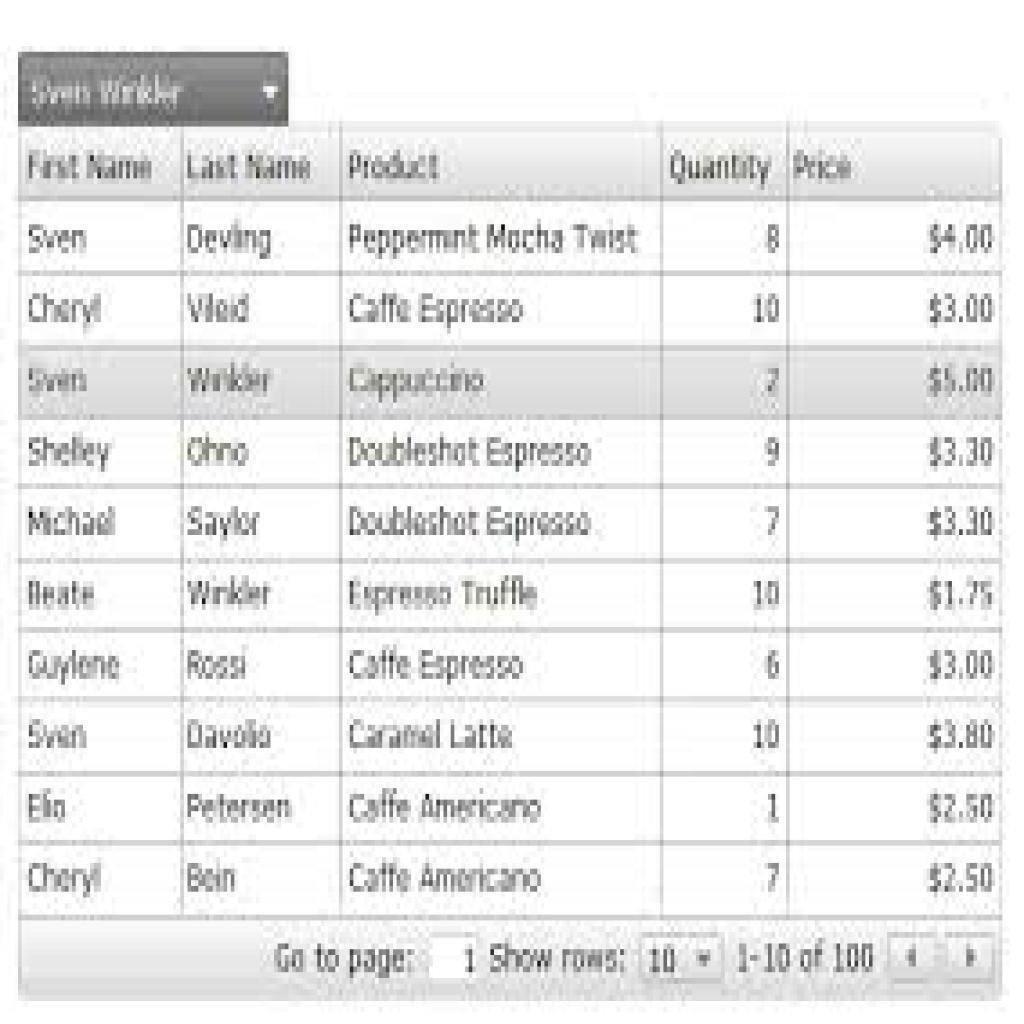 Sven Winkler
First Name Last Name Product Quantity Price
Sven Devling Peppermint Mocha Twist 8 $4.00
Cheryl Vileid Caffe Espresso 10 $3.00
Sven Winkler Cappuccino 2 $5.00
Shelley Ohno Doubleshot Espresso 9 $3.30
Michael Saylor Doubleshot Espresso 7 $3.30
Beate Winkler Espresso Truffle 10 $1.75
Guylene Rossi Caffe Espresso 6 $3.00
Sven Davolio Caramel Latte 10 $3.80
Elio Petersen Caffe Americano 1 $2.50
Cheryl Bein Caffe Americano 7 $2.50
Go to page: 1 Show rows: 10 1-10 of 100